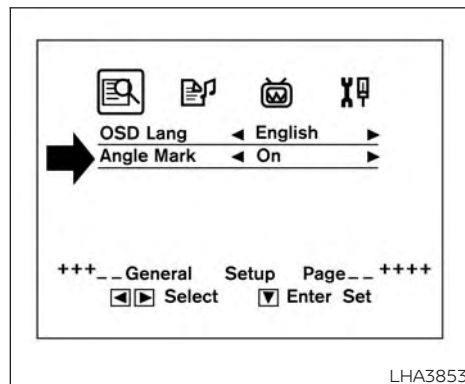 OSD Lang ◄ English ►
Angle Mark ◄ On ►
+++__General Setup Page__++++
◄► Select ▼ Enter Set
LHA3853